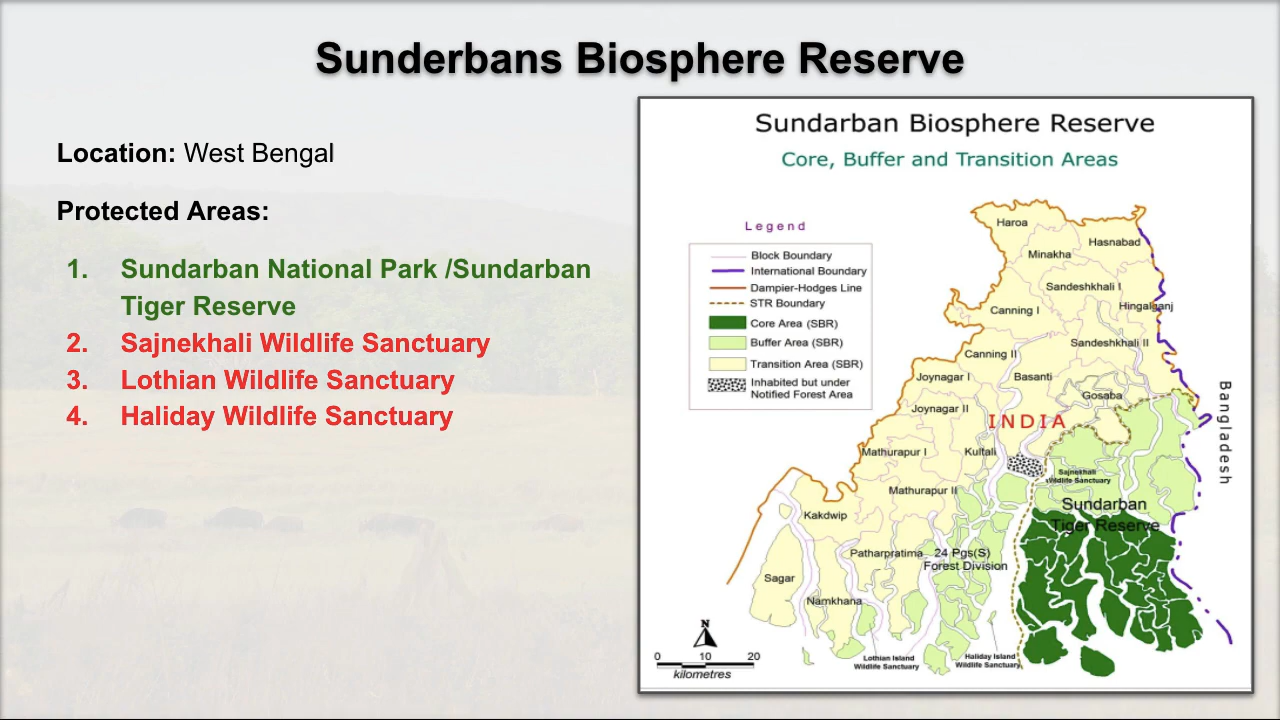 Sunderbans Biosphere Reserve
Location: West Bengal
Protected Areas:
1. Sundarban National Park /Sundarban
Tiger Reserve
2. Sajnekhali Wildlife Sanctuary
3. Lothian Wildlife Sanctuary
4. Haliday Wildlife Sanctuary
Sundarban Biosphere Reserve
Core, Buffer and Transition Areas
Legend
Block Boundary
International Boundary
Dampier-Hodges Line
STR Boundary
Core Area (SBR)
Buffer Area (SBR)
Transition Area (SBR)
Inhabited but under
Notified Forest Area
Haroa
Hasnabad
Minakha
Sandeshkhali I
Hingalganj
Canning I
Sandeshkhali II
Canning II
Joynagar I
Basanti
Gosaba
Joynagar II
INDIA
Bangladesh
Mathurapur I
Kultali
Sajnekhali
Wildlife Sanctuary
Mathurapur II
Sundarban
Tiger Reserve
Kakdwip
Patharpratima
24 Pgs(S)
Forest Division
Sagar
Namkhana
Lothian Island
Wildlife Sanctuary
Haliday Island
Wildlife Sanctuary
N
0 10 20
kilometres